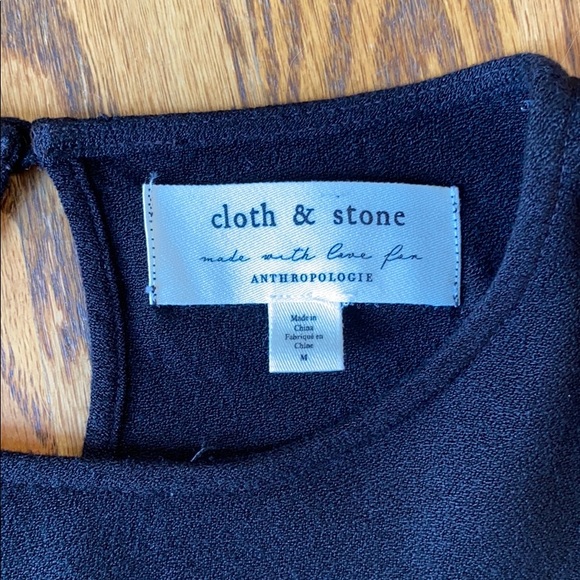 cloth & stone
made with love for
ANTHROPOLOGIE
Made in
China
Fabriqué en
Chine
M